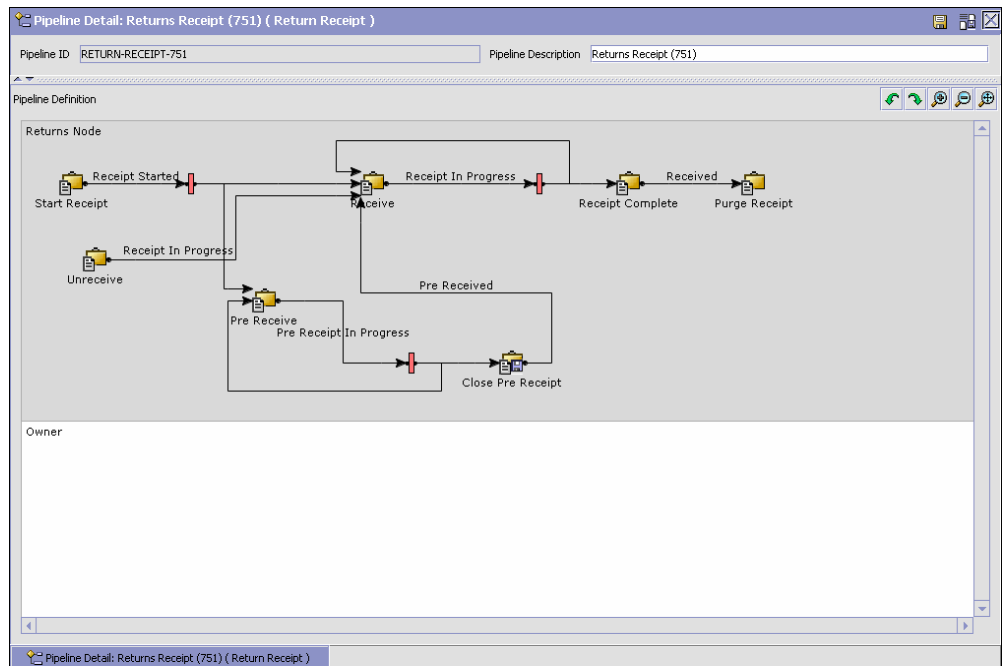 Pipeline Detail: Returns Receipt (751) ( Return Receipt )
Pipeline ID RETURN-RECEIPT-751 Pipeline Description Returns Receipt (751)
Pipeline Definition
Returns Node
Receipt Started Receipt In Progress Received
Start Receipt Receive Receipt Complete Purge Receipt
Receipt In Progress
Unreceive
Pre Received
Pre Receive
Pre Receipt In Progress
Close Pre Receipt
Owner
Pipeline Detail: Returns Receipt (751) ( Return Receipt )